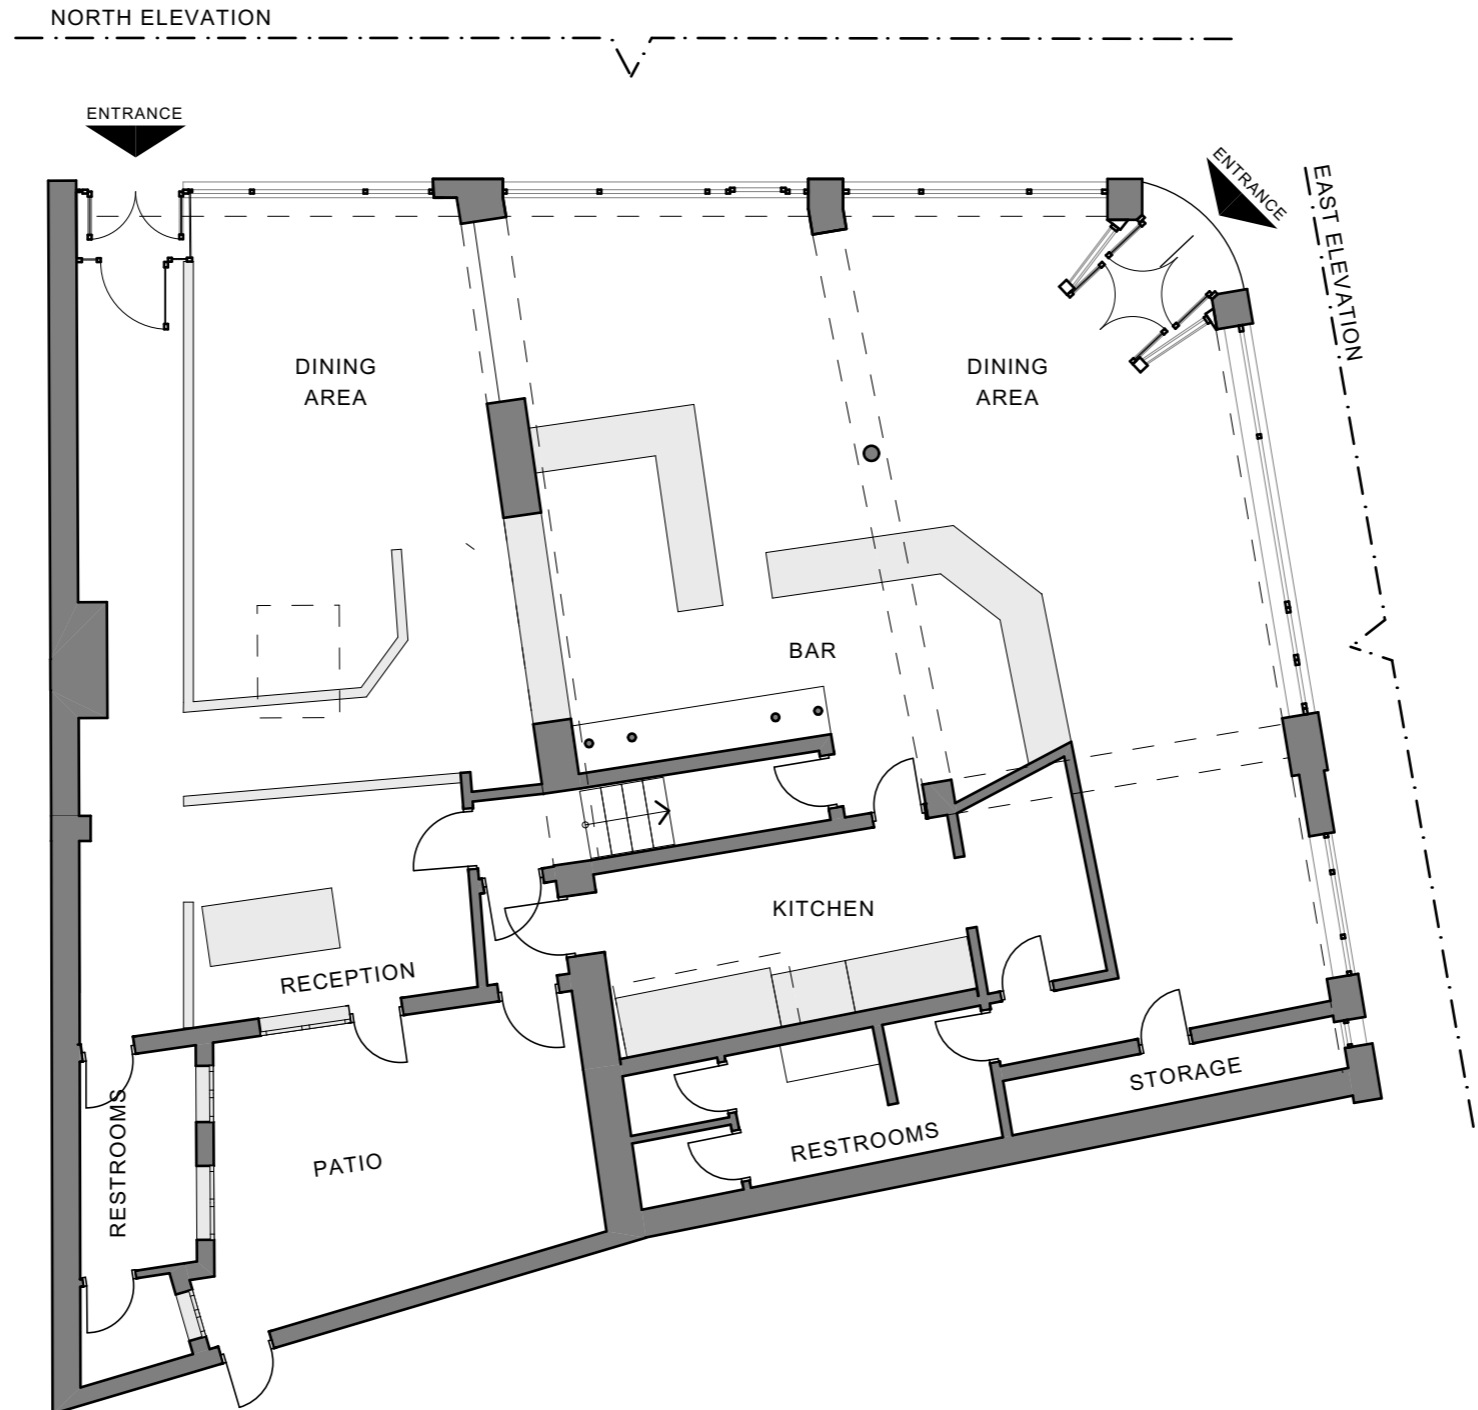 NORTH ELEVATION
ENTRANCE
ENTRANCE
EAST ELEVATION
DINING
AREA
DINING
AREA
BAR
KITCHEN
RECEPTION
STORAGE
RESTROOMS
PATIO
RESTROOMS